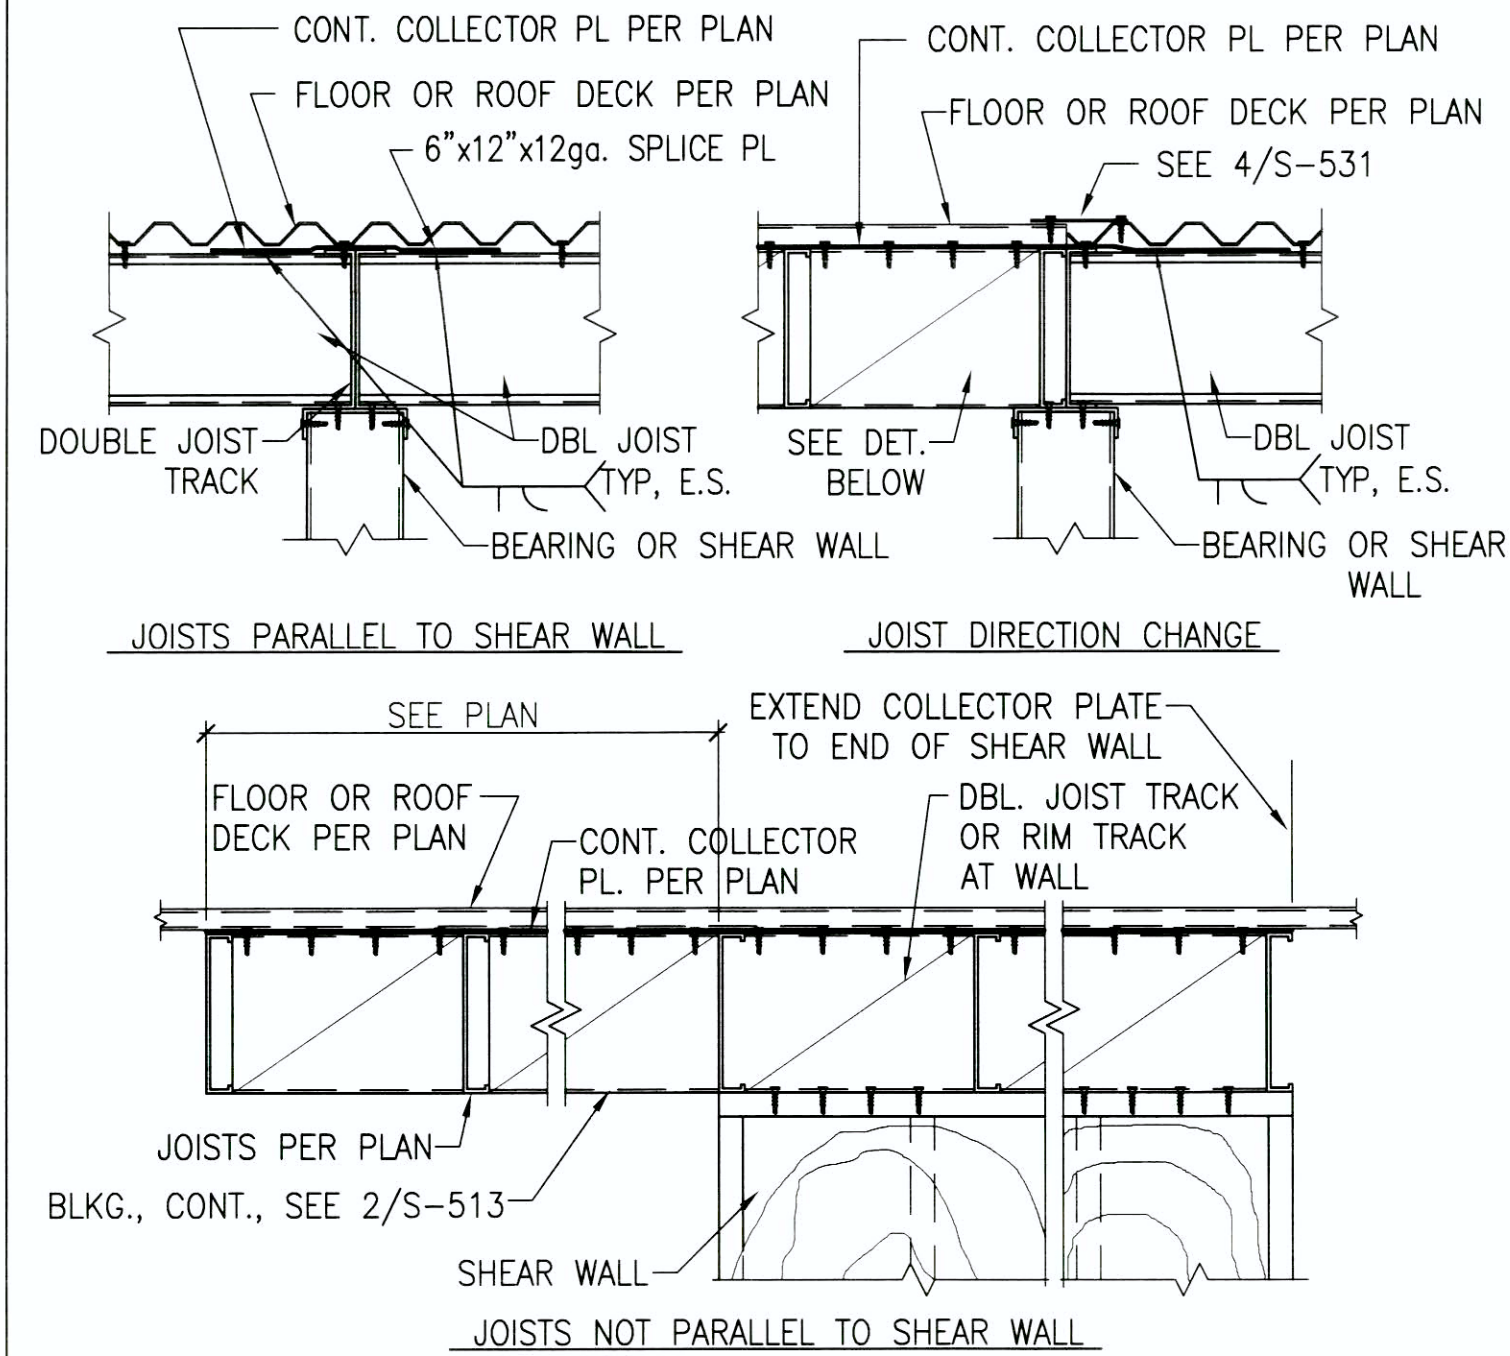 CONT. COLLECTOR PL PER PLAN
FLOOR OR ROOF DECK PER PLAN
6"x12"x12ga. SPLICE PL
DOUBLE JOIST
TRACK
DBL JOIST
TYP, E.S.
BEARING OR SHEAR WALL
JOISTS PARALLEL TO SHEAR WALL
CONT. COLLECTOR PL PER PLAN
FLOOR OR ROOF DECK PER PLAN
SEE 4/S-531
SEE DET.
BELOW
DBL JOIST
TYP, E.S.
BEARING OR SHEAR
WALL
JOIST DIRECTION CHANGE
SEE PLAN
EXTEND COLLECTOR PLATE
TO END OF SHEAR WALL
FLOOR OR ROOF
DECK PER PLAN
CONT. COLLECTOR
PL. PER PLAN
DBL. JOIST TRACK
OR RIM TRACK
AT WALL
JOISTS PER PLAN
BLKG., CONT., SEE 2/S-513
SHEAR WALL
JOISTS NOT PARALLEL TO SHEAR WALL